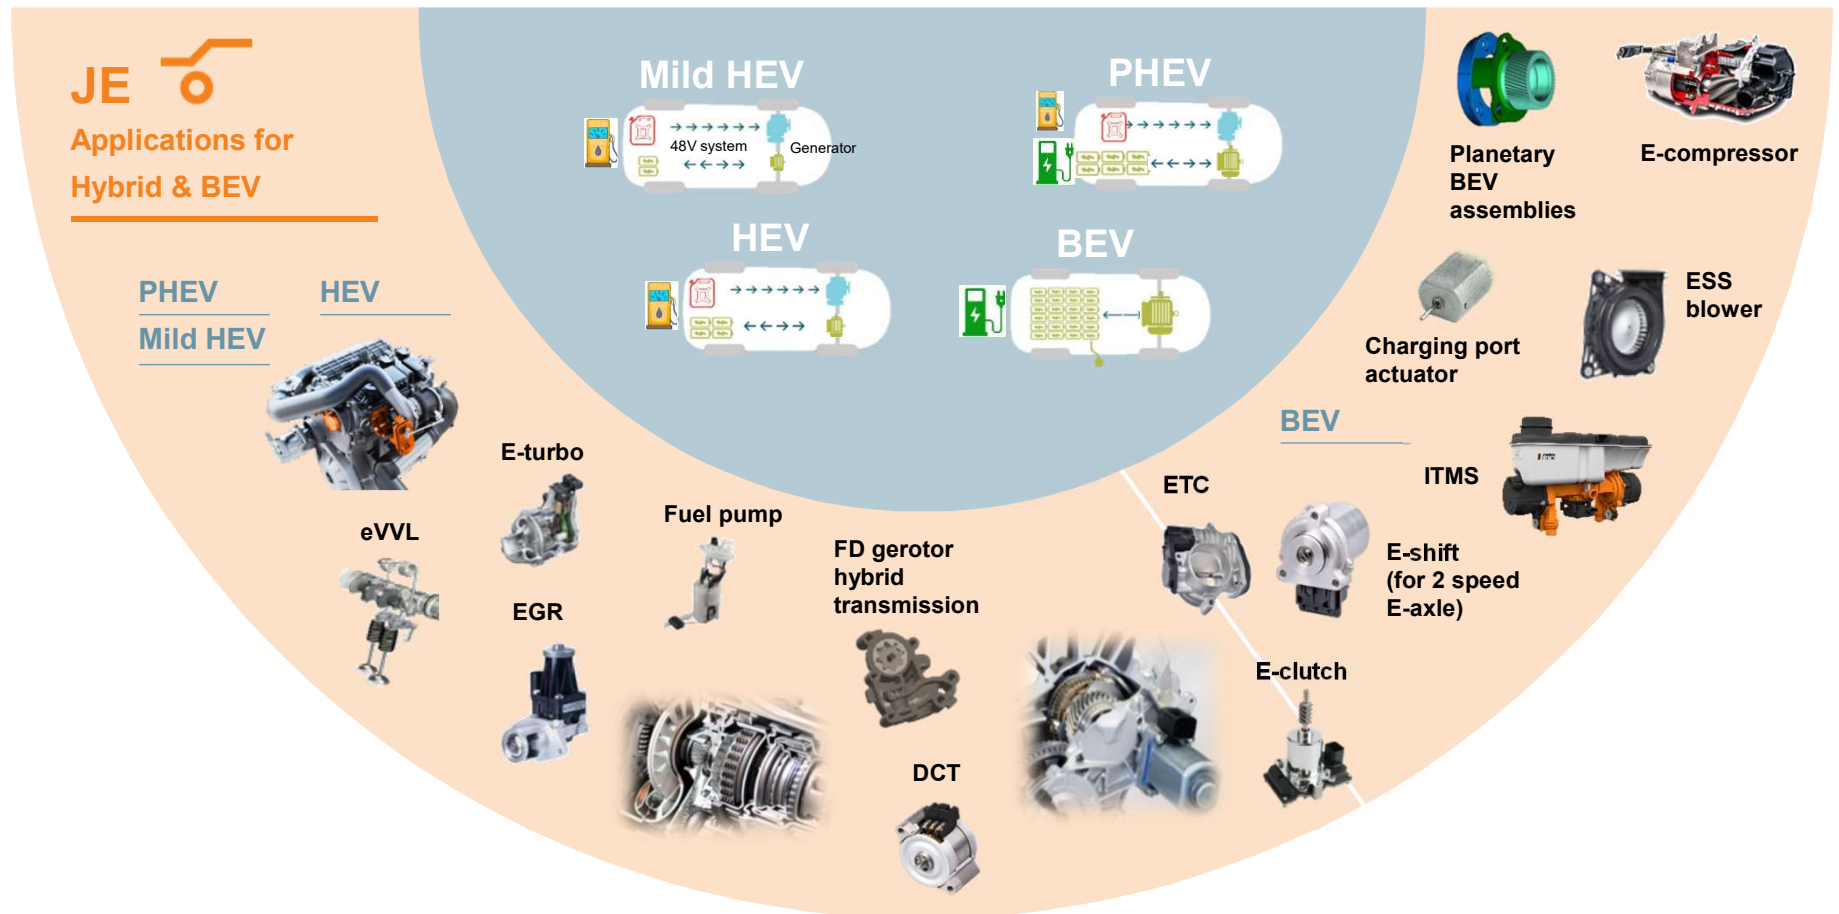 JE
Applications for
Hybrid & BEV
Mild HEV
48V system
Generator
PHEV
HEV
BEV
PHEV
HEV
Mild HEV
E-turbo
eVVL
EGR
Fuel pump
FD gerotor
hybrid
transmission
DCT
ETC
E-clutch
BEV
E-shift
(for 2 speed
E-axle)
ITMS
Charging port
actuator
ESS
blower
Planetary
BEV
assemblies
E-compressor